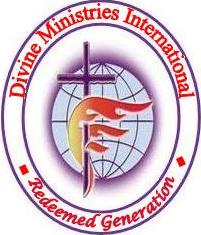 Divine Ministries International
Redeemed Generation